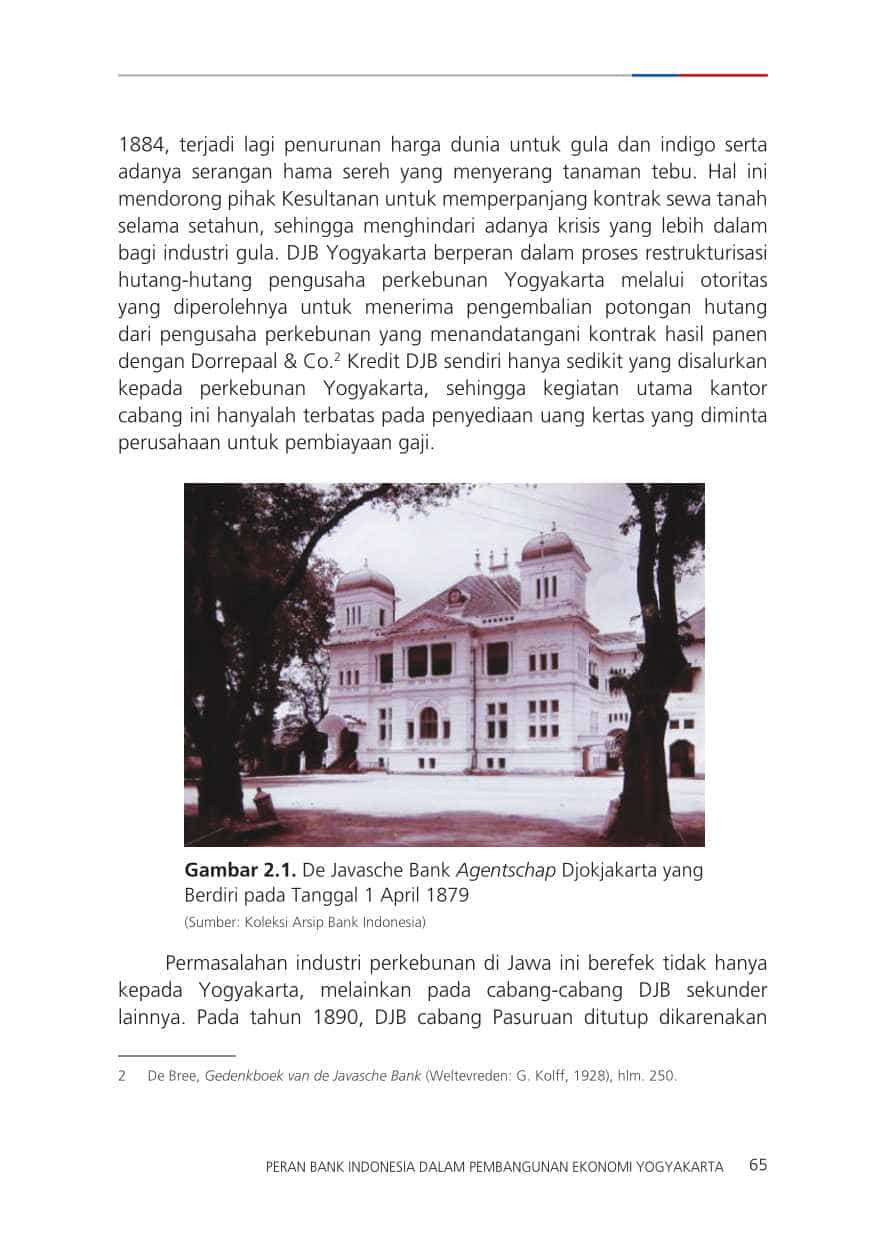 1884, terjadi lagi penurunan harga dunia untuk gula dan indigo serta
adanya serangan hama sereh yang menyerang tanaman tebu. Hal ini
mendorong pihak Kesultanan untuk memperpanjang kontrak sewa tanah
selama setahun, sehingga menghindari adanya krisis yang lebih dalam
bagi industri gula. DJB Yogyakarta berperan dalam proses restrukturisasi
hutang-hutang pengusaha perkebunan Yogyakarta melalui otoritas
yang diperolehnya untuk menerima pengembalian potongan hutang
dari pengusaha perkebunan yang menandatangani kontrak hasil panen
dengan Dorrepaal & Co.² Kredit DJB sendiri hanya sedikit yang disalurkan
kepada perkebunan Yogyakarta, sehingga kegiatan utama kantor
cabang ini hanyalah terbatas pada penyediaan uang kertas yang diminta
perusahaan untuk pembiayaan gaji.
Gambar 2.1. De Javasche Bank Agentschap Djokjakarta yang
Berdiri pada Tanggal 1 April 1879
(Sumber: Koleksi Arsip Bank Indonesia)
Permasalahan industri perkebunan di Jawa ini berefek tidak hanya
kepada Yogyakarta, melainkan pada cabang-cabang DJB sekunder
lainnya. Pada tahun 1890, DJB cabang Pasuruan ditutup dikarenakan
2 De Bree, Gedenkboek van de Javasche Bank (Weltevreden: G. Kolff, 1928), hlm. 250.
PERAN BANK INDONESIA DALAM PEMBANGUNAN EKONOMI YOGYAKARTA 65